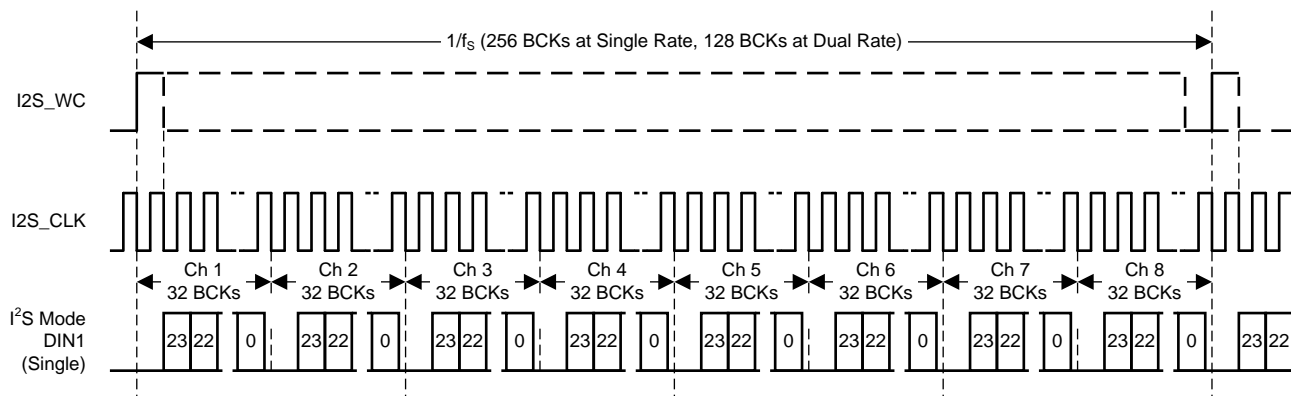 1/fS (256 BCKs at Single Rate, 128 BCKs at Dual Rate)
I2S_WC
I2S_CLK
Ch 1 Ch 2 Ch 3 Ch 4 Ch 5 Ch 6 Ch 7 Ch 8
32 BCKs 32 BCKs 32 BCKs 32 BCKs 32 BCKs 32 BCKs 32 BCKs 32 BCKs
I²S Mode
DIN1
(Single)
23 22 0 23 22 0 23 22 0 23 22 0 23 22 0 23 22 0 23 22 0 23 22 0 23 22